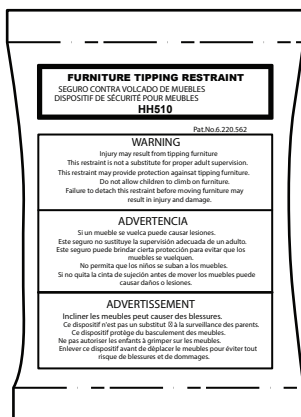 FURNITURE TIPPING RESTRAINT
SEGURO CONTRA VOLCADO DE MUEBLES
DISPOSITIF DE SÉCURITÉ POUR MUEBLES
HH510
Pat.No.6.220.562
WARNING
Injury may result from tipping furniture
This restraint is not a substitute for proper adult supervision.
This restraint may provide protection againsat tipping furniture.
Do not allow children to climb on furniture.
Failure to detach this restraint before moving furniture may
result in injury and damage.
ADVERTENCIA
Si un mueble se vuelca puede causar lesiones.
Este seguro no sustituye la supervisión adecuada de un adulto.
Este seguro puede brindar cierta protección para evitar que los
muebles se vuelquen.
No permita que los niños se suban a los muebles.
Si no quita la cinta de sujeción antes de mover los muebles puede
causar daños o lesiones.
ADVERTISSEMENT
Incliner les meubles peut causer des blessures.
Ce dispositif n'est pas un substitut à la surveillance des parents.
Ce dispositif protège du basculement des meubles.
Ne pas autoriser les enfants à grimper sur les meubles.
Enlever ce dispositif avant de déplacer le meubles pour éviter tout
risque de blessures et de dommages.